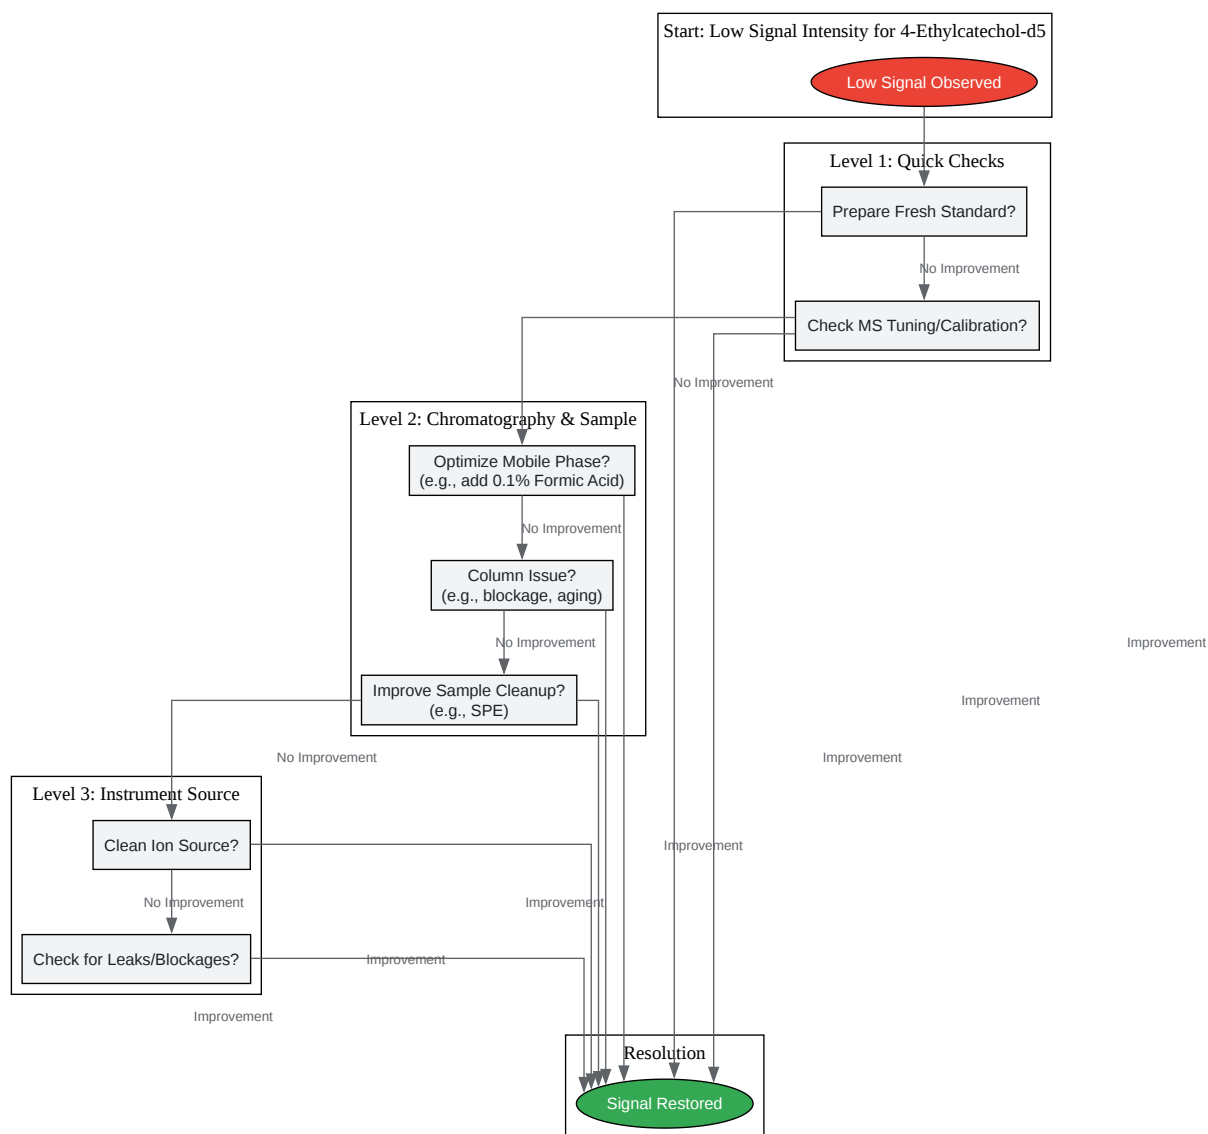 Start: Low Signal Intensity for 4-Ethylcatechol-d5
Low Signal Observed
Level 1: Quick Checks
Prepare Fresh Standard?
No Improvement
Check MS Tuning/Calibration?
No Improvement
Level 2: Chromatography & Sample
Optimize Mobile Phase?
(e.g., add 0.1% Formic Acid)
No Improvement
Column Issue?
(e.g., blockage, aging)
No Improvement
Improvement
Improve Sample Cleanup?
(e.g., SPE)
Improvement
No Improvement
Improvement
Level 3: Instrument Source
Clean Ion Source?
Improvement
No Improvement
Improvement
Check for Leaks/Blockages?
Improvement
Improvement
Resolution
Signal Restored